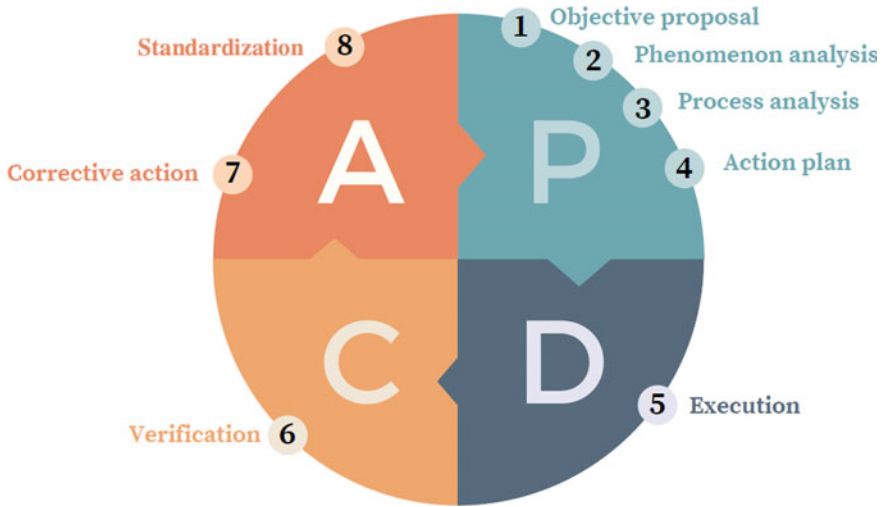 1 Objective proposal
2 Phenomenon analysis
3 Process analysis
4 Action plan
5 Execution
6 Verification
7 Corrective action
8 Standardization
A P
C D